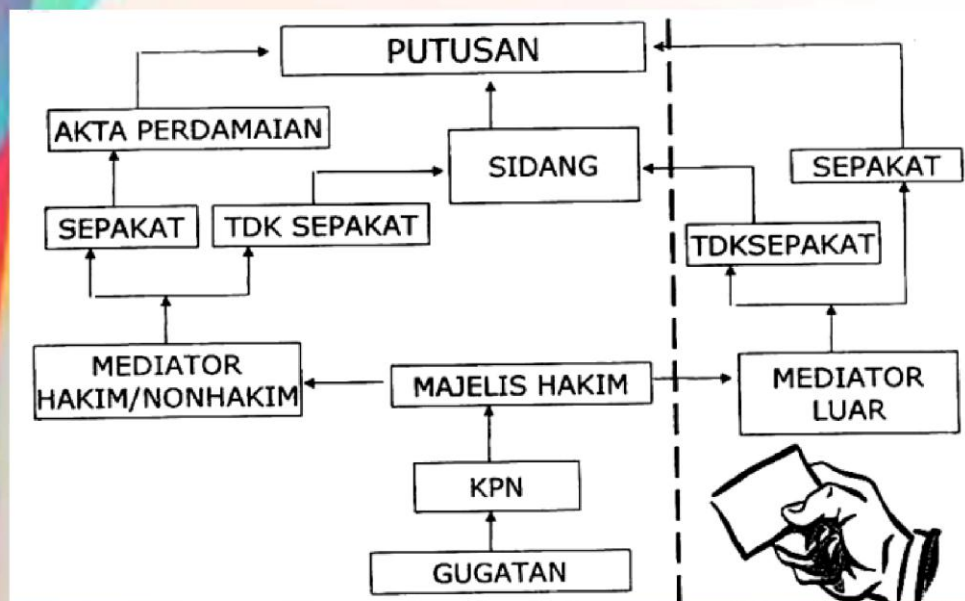 PUTUSAN
AKTA PERDAMAIAN
SIDANG
SEPAKAT
SEPAKAT
TDK SEPAKAT
TDKSEPAKAT
MEDIATOR
HAKIM/NONHAKIM
MAJELIS HAKIM
MEDIATOR
LUAR
KPN
GUGATAN